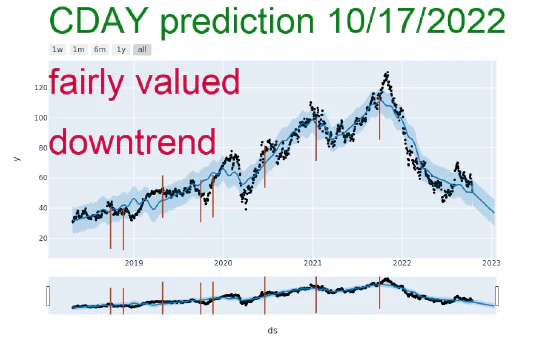 CDAY prediction 10/17/2022
1w 1m 6m 1y all
fairly valued
downtrend
y
120
100
80
60
40
20
2019 2020 2021 2022 2023
ds